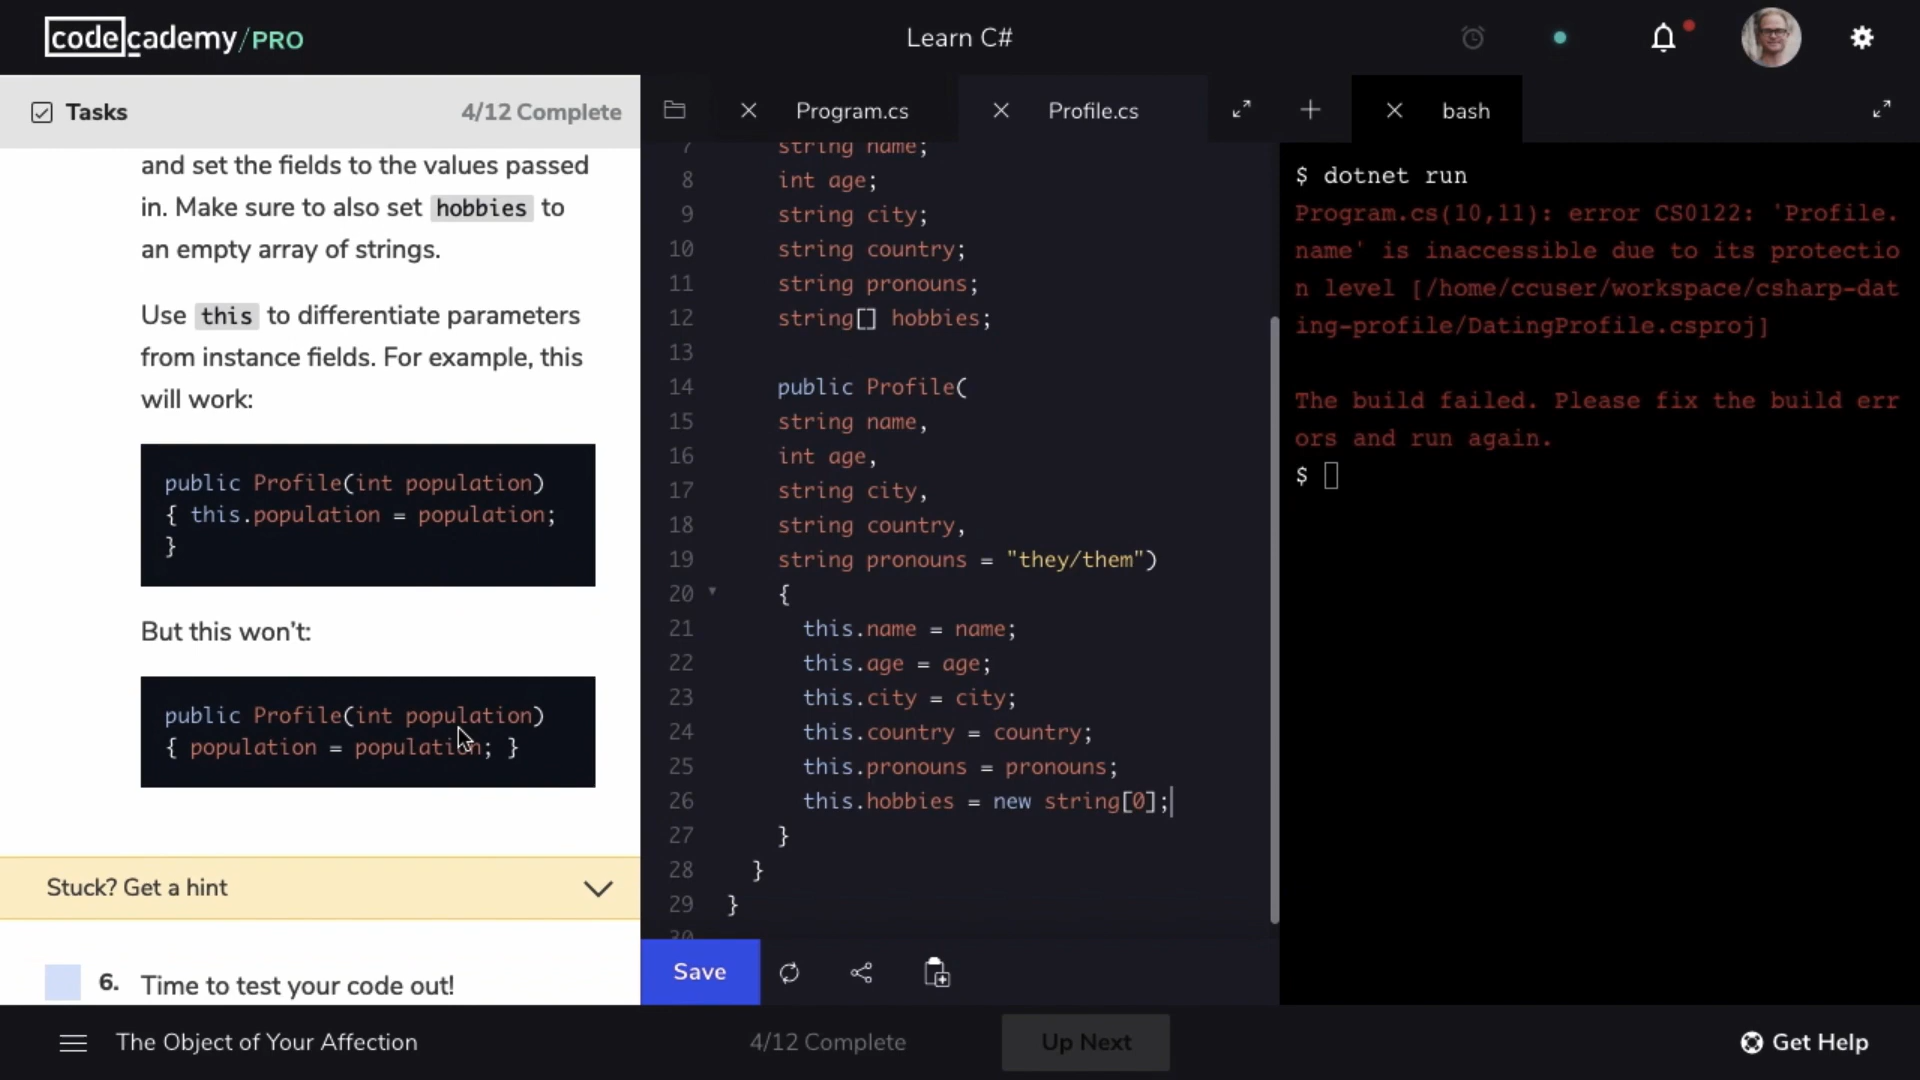 codecademy/PRO
Learn C#
Tasks
4/12 Complete
and set the fields to the values passed
in. Make sure to also set hobbies to
an empty array of strings.
Use this to differentiate parameters
from instance fields. For example, this
will work:
public Profile(int population)
{ this.population = population;
}
But this won't:
public Profile(int population)
{ population = population; }
Stuck? Get a hint
6. Time to test your code out!
Program.cs
Profile.cs
7 string name;
8 int age;
9 string city;
10 string country;
11 string pronouns;
12 string[] hobbies;
13
14 public Profile(
15 string name,
16 int age,
17 string city,
18 string country,
19 string pronouns = "they/them")
20 {
21 this.name = name;
22 this.age = age;
23 this.city = city;
24 this.country = country;
25 this.pronouns = pronouns;
26 this.hobbies = new string[0];
27 }
28 }
29 }
30
Save
bash
$ dotnet run
Program.cs(10,11): error CS0122: 'Profile.
name' is inaccessible due to its protectio
n level [/home/ccuser/workspace/csharp-dat
ing-profile/DatingProfile.csproj]
The build failed. Please fix the build err
ors and run again.
$
The Object of Your Affection
4/12 Complete
Up Next
Get Help